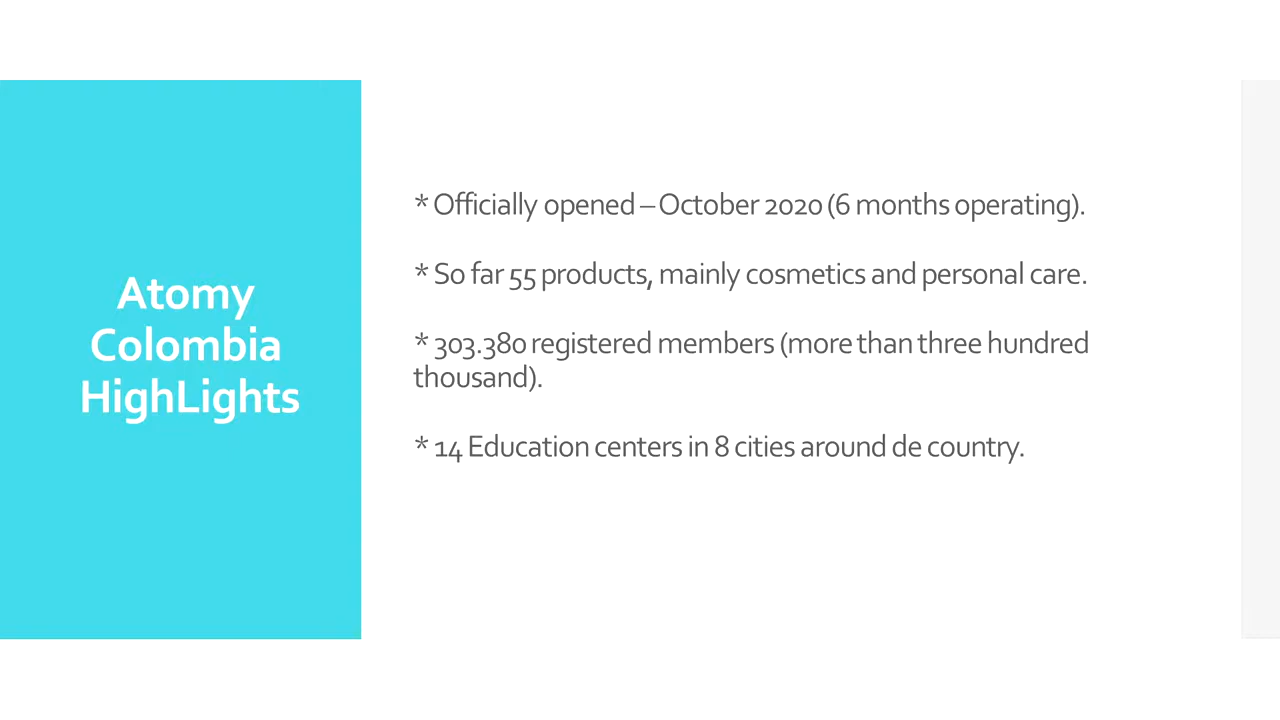 Atomy
Colombia
HighLights
* Officially opened – October 2020 (6 months operating).
* So far 55 products, mainly cosmetics and personal care.
* 303.380 registered members (more than three hundred
thousand).
* 14 Education centers in 8 cities around de country.